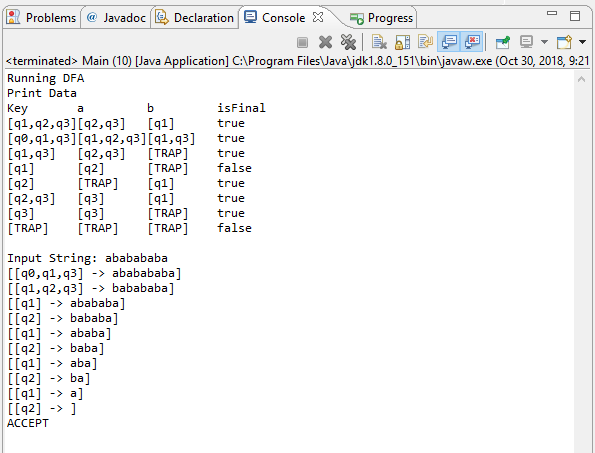 Problems @ Javadoc Declaration Console Progress
<terminated> Main (10) [Java Application] C:\Program Files\Java\jdk1.8.0_151\bin\javaw.exe (Oct 30, 2018, 9:21
Running DFA
Print Data
Key a b isFinal
[q1,q2,q3][q2,q3] [q1] true
[q0,q1,q3][q1,q2,q3][q1,q3] true
[q1,q3] [q2,q3] [TRAP] true
[q1] [q2] [TRAP] false
[q2] [TRAP] [q1] true
[q2,q3] [q3] [q1] true
[q3] [q3] [TRAP] true
[TRAP] [TRAP] [TRAP] false
Input String: ababababa
[[q0,q1,q3] -> ababababa]
[[q1,q2,q3] -> babababa]
[[q1] -> abababa]
[[q2] -> bababa]
[[q1] -> ababa]
[[q2] -> baba]
[[q1] -> aba]
[[q2] -> ba]
[[q1] -> a]
[[q2] -> ]
ACCEPT